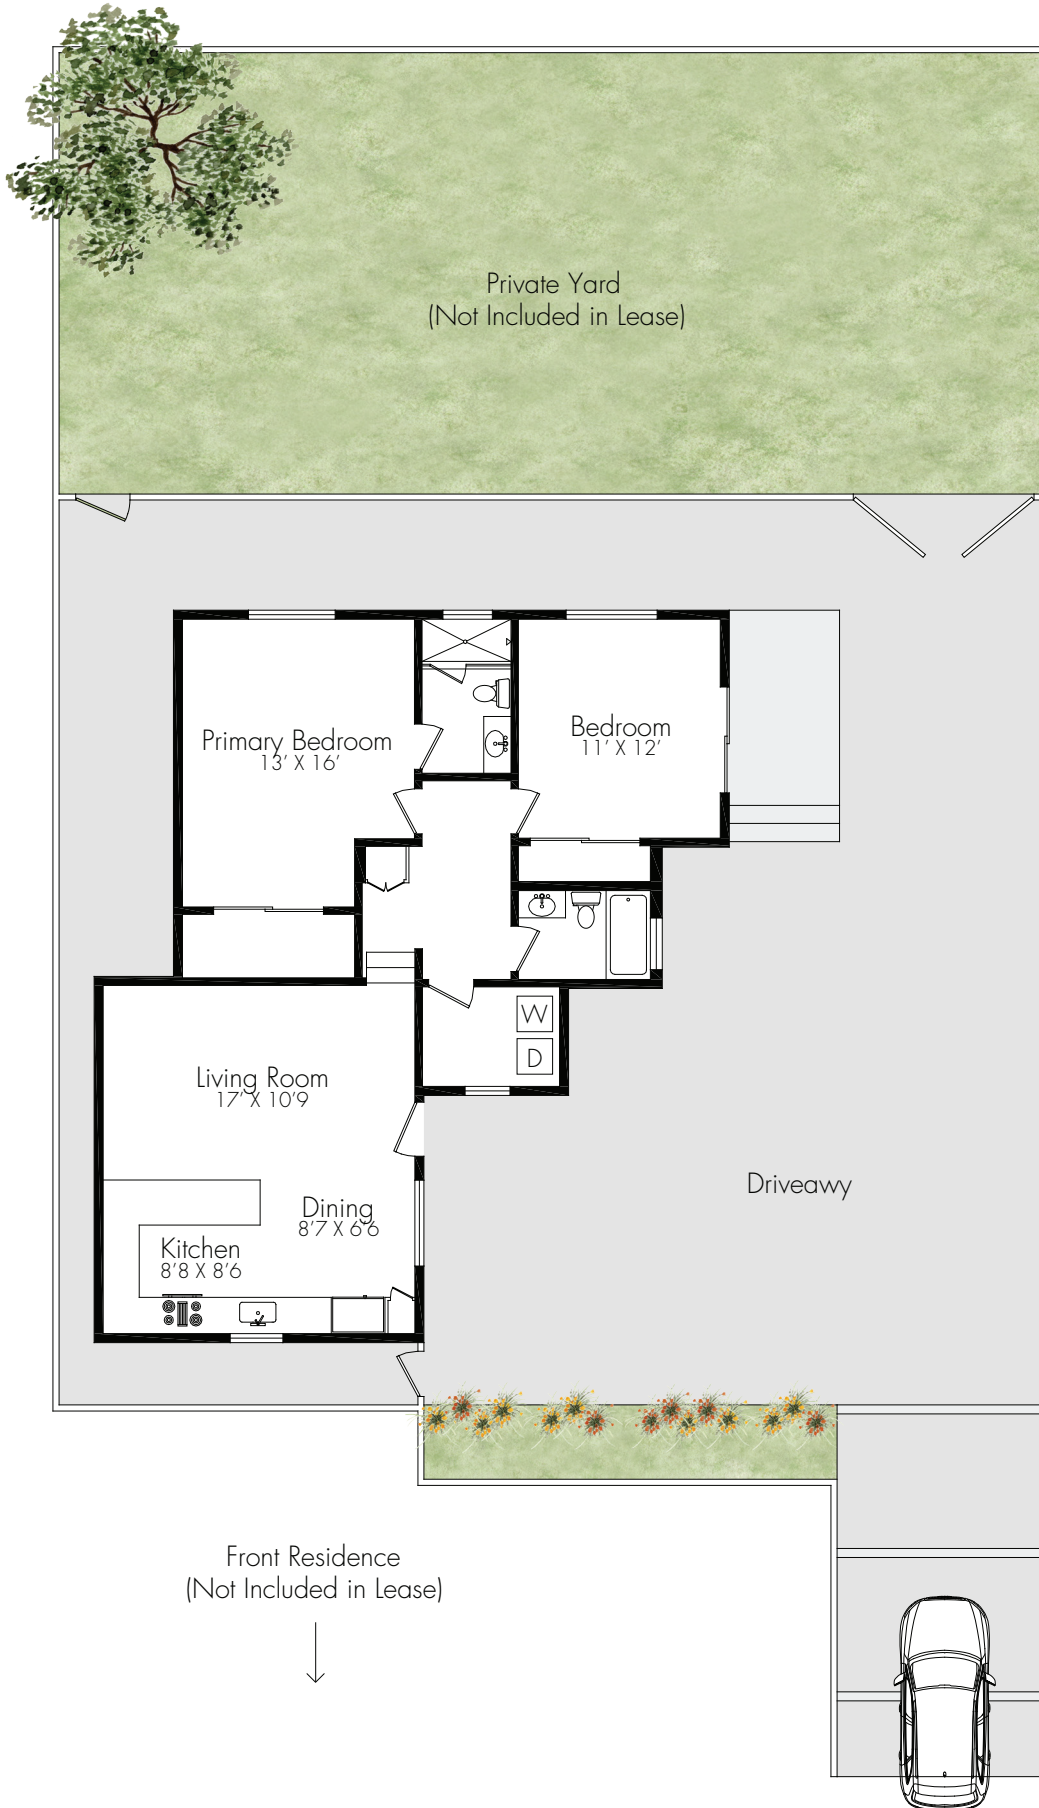 Private Yard
(Not Included in Lease)
Primary Bedroom
13' X 16'
Bedroom
11' X 12'
W
D
Living Room
17' X 10'9
Driveawy
Dining
8'7 X 6'6
Kitchen
8'8 X 8'6
Front Residence
(Not Included in Lease)